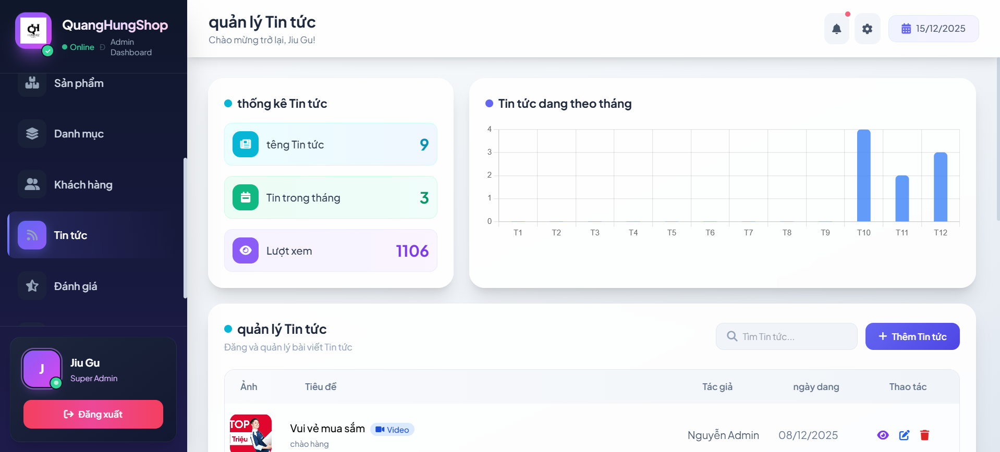 QH
QuangHungShop
Online Đ Admin Dashboard
Sản phẩm
Danh mục
Khách hàng
Tin tức
Đánh giá
J
Jiu Gu
Super Admin
Đăng xuất
quản lý Tin tức
Chào mừng trở lại, Jiu Gu!
15/12/2025
thống kê Tin tức
têng Tin tức 9
Tin trong tháng 3
Lượt xem 1106
Tin tức dang theo tháng
4
3
2
1
0
T1 T2 T3 T4 T5 T6 T7 T8 T9 T10 T11 T12
quản lý Tin tức
Đăng và quản lý bài viết Tin tức
Tìm Tin tức...
Thêm Tin tức
Ảnh Tiêu đề Tác giả ngày dang Thao tác
TOP
Triệu
Vui vẻ mua sắm Video
chào hàng
Nguyễn Admin 08/12/2025